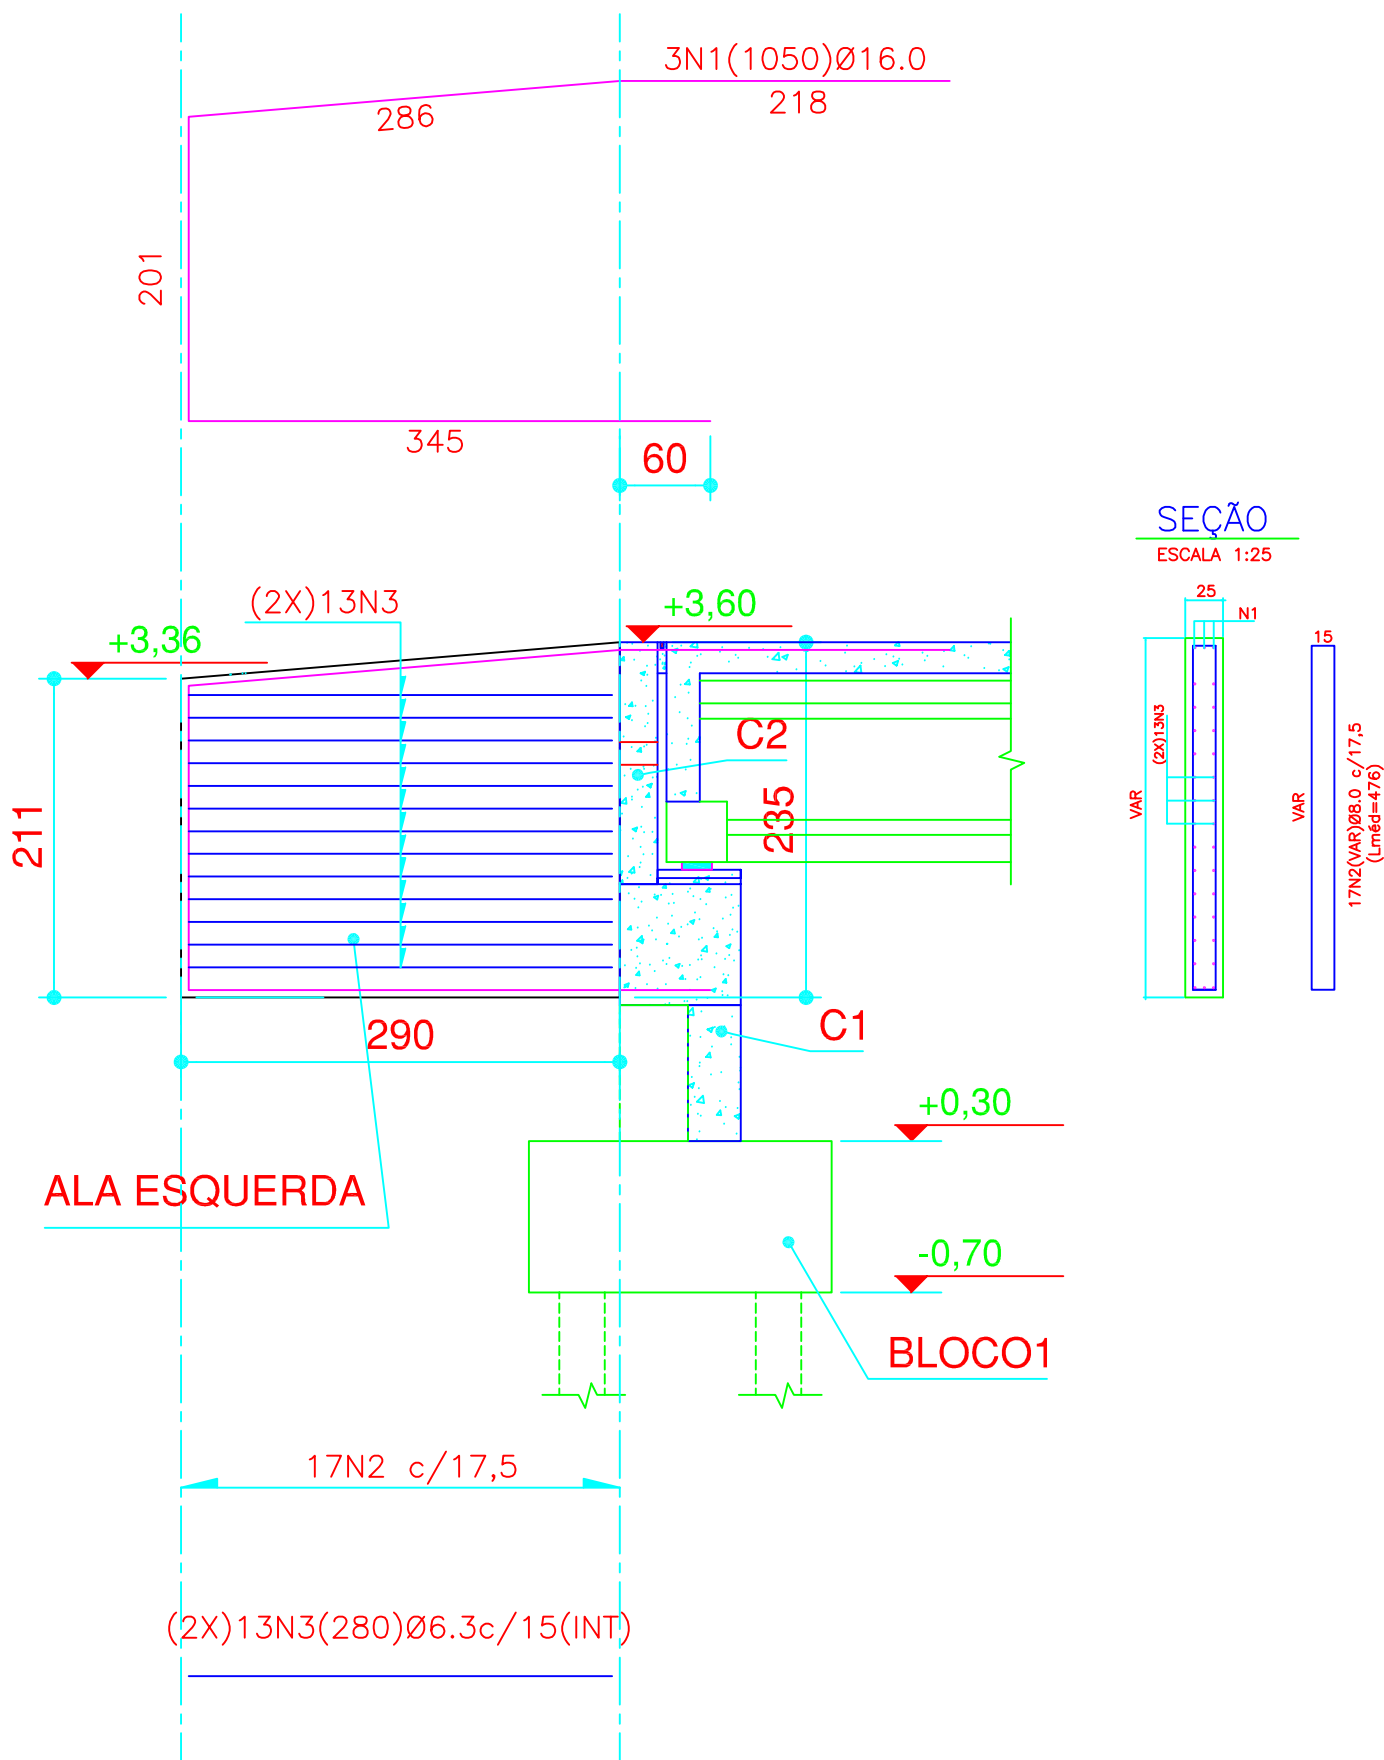 3N1(1050)Ø16.0
218
286
201
345
60
SEÇÃO
ESCALA 1:25
25
N1
15
(2X)13N3
VAR
VAR
17N2(VAR)Ø8.0 c/17,5
(Lméd=476)
(2X)13N3
+3,60
+3,36
C2
235
211
290
C1
+0,30
ALA ESQUERDA
-0,70
BLOCO1
17N2 c/17,5
(2X)13N3(280)Ø6.3c/15(INT)